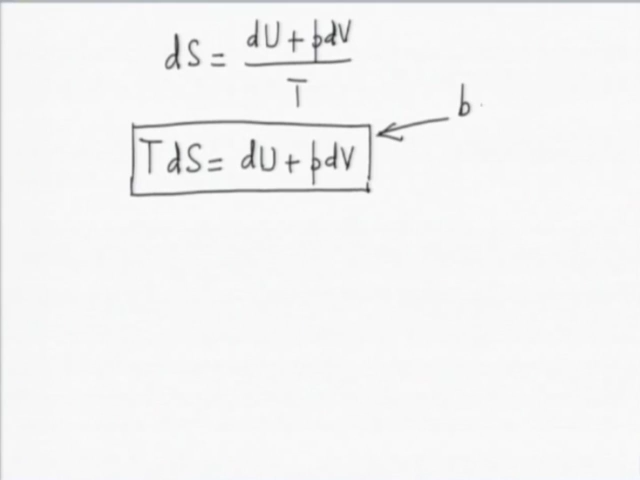 dS = dU + pdV / T
b
TdS = dU + pdV